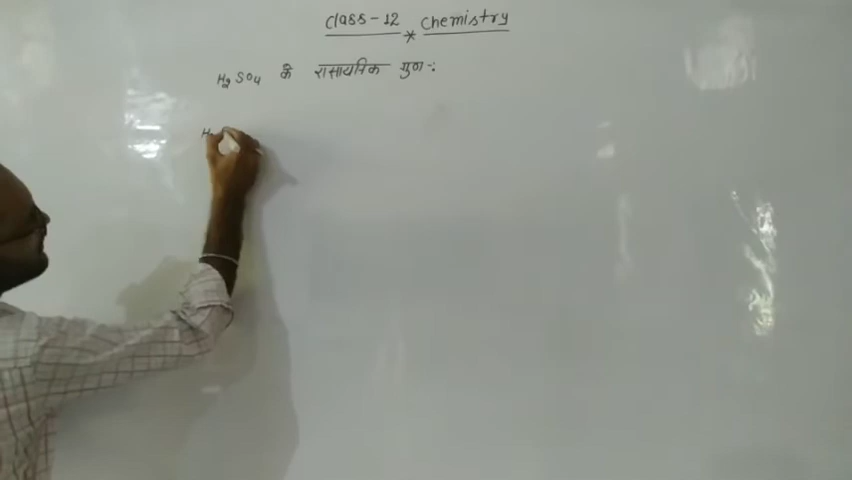 Class-12 Chemistry
*
H₂SO₄ के रासायनिक गुण :
H